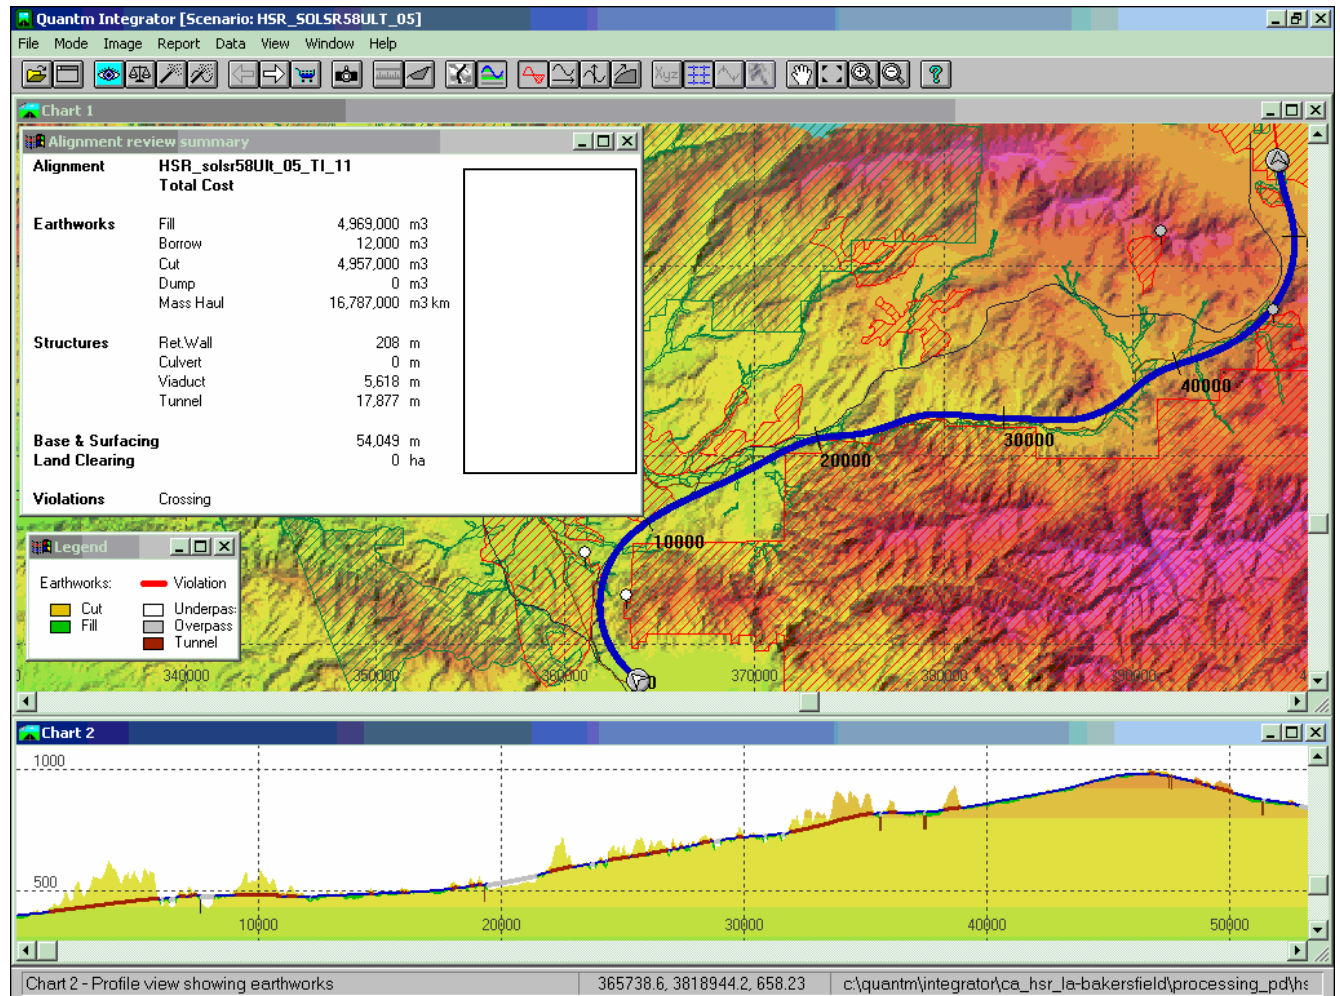 Quantm Integrator [Scenario: HSR_SOLSR58ULT_05]
File Mode Image Report Data View Window Help
Xyz
?
Chart 1
Alignment review summary
Alignment HSR_solsr58Ult_05_TI_11
Total Cost
Earthworks Fill 4,969,000 m3
Borrow 12,000 m3
Cut 4,957,000 m3
Dump 0 m3
Mass Haul 16,787,000 m3 km
Structures Ret.Wall 208 m
Culvert 0 m
Viaduct 5,618 m
Tunnel 17,877 m
Base & Surfacing 54,049 m
Land Clearing 0 ha
Violations Crossing
40000
30000
20000
10000
Legend
Earthworks: Violation
Cut Underpas
Fill Overpass
Tunnel
340000 350000 360000 0 370000 380000 390000 4
Chart 2
1000
500
10000 20000 30000 40000 50000
Chart 2 - Profile view showing earthworks 365738.6, 3818944.2, 658.23 c:\quantm\integrator\ca_hsr_la-bakersfield\processing_pd\hs